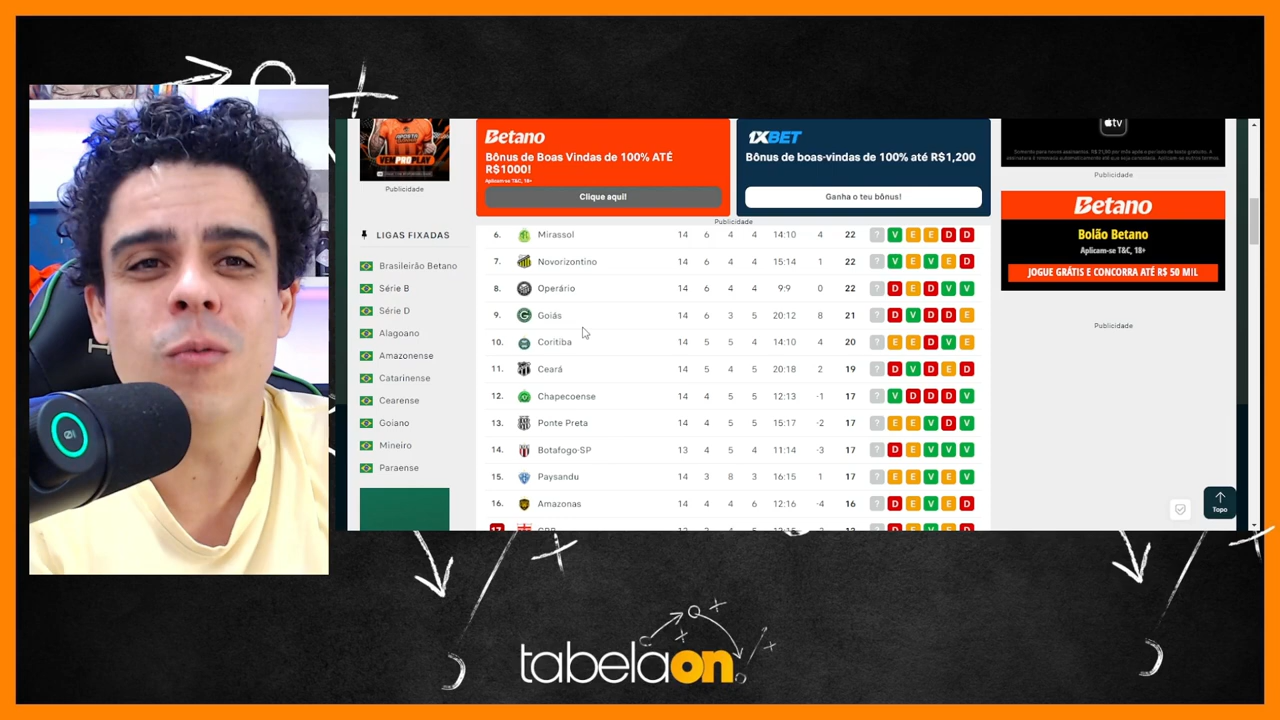 VEN PRO PLAY
Publicidade
Betano
Bônus de Boas Vindas de 100% ATÉ
R$1000!
Aplicam-se T&C, 18+
Clique aqui!
1XBET
Bônus de boas-vindas de 100% até R$1,200
Ganha o teu bônus!
Publicidade
tv
Publicidade
Betano
Bolão Betano
Aplicam-se T&C, 18+
JOGUE GRÁTIS E CONCORRA ATÉ R$ 50 MIL
Publicidade
LIGAS FIXADAS
Brasileirão Betano
Série B
Série D
Alagoano
Amazonense
Catarinense
Cearense
Goiano
Mineiro
Paraense
6. Mirassol 14 6 4 4 14:10 4 22 ? V E E D D
7. Novorizontino 14 6 4 4 15:14 1 22 ? V E V E D
8. Operário 14 6 4 4 9:9 0 22 ? D E D V V
9. Goiás 14 6 3 5 20:12 8 21 ? D V D D E
10. Coritiba 14 5 5 4 14:10 4 20 ? E E D V E
11. Ceará 14 5 4 5 20:18 2 19 ? D V D E D
12. Chapecoense 14 4 5 5 12:13 -1 17 ? V D D D V
13. Ponte Preta 14 4 5 5 15:17 -2 17 ? E E V D V
14. Botafogo-SP 13 4 5 4 11:14 -3 17 ? D E V V V
15. Paysandu 14 3 8 3 16:15 1 17 ? E E V E V
16. Amazonas 14 4 4 6 12:16 -4 16 ? D E V E D
Topo
tabelaon